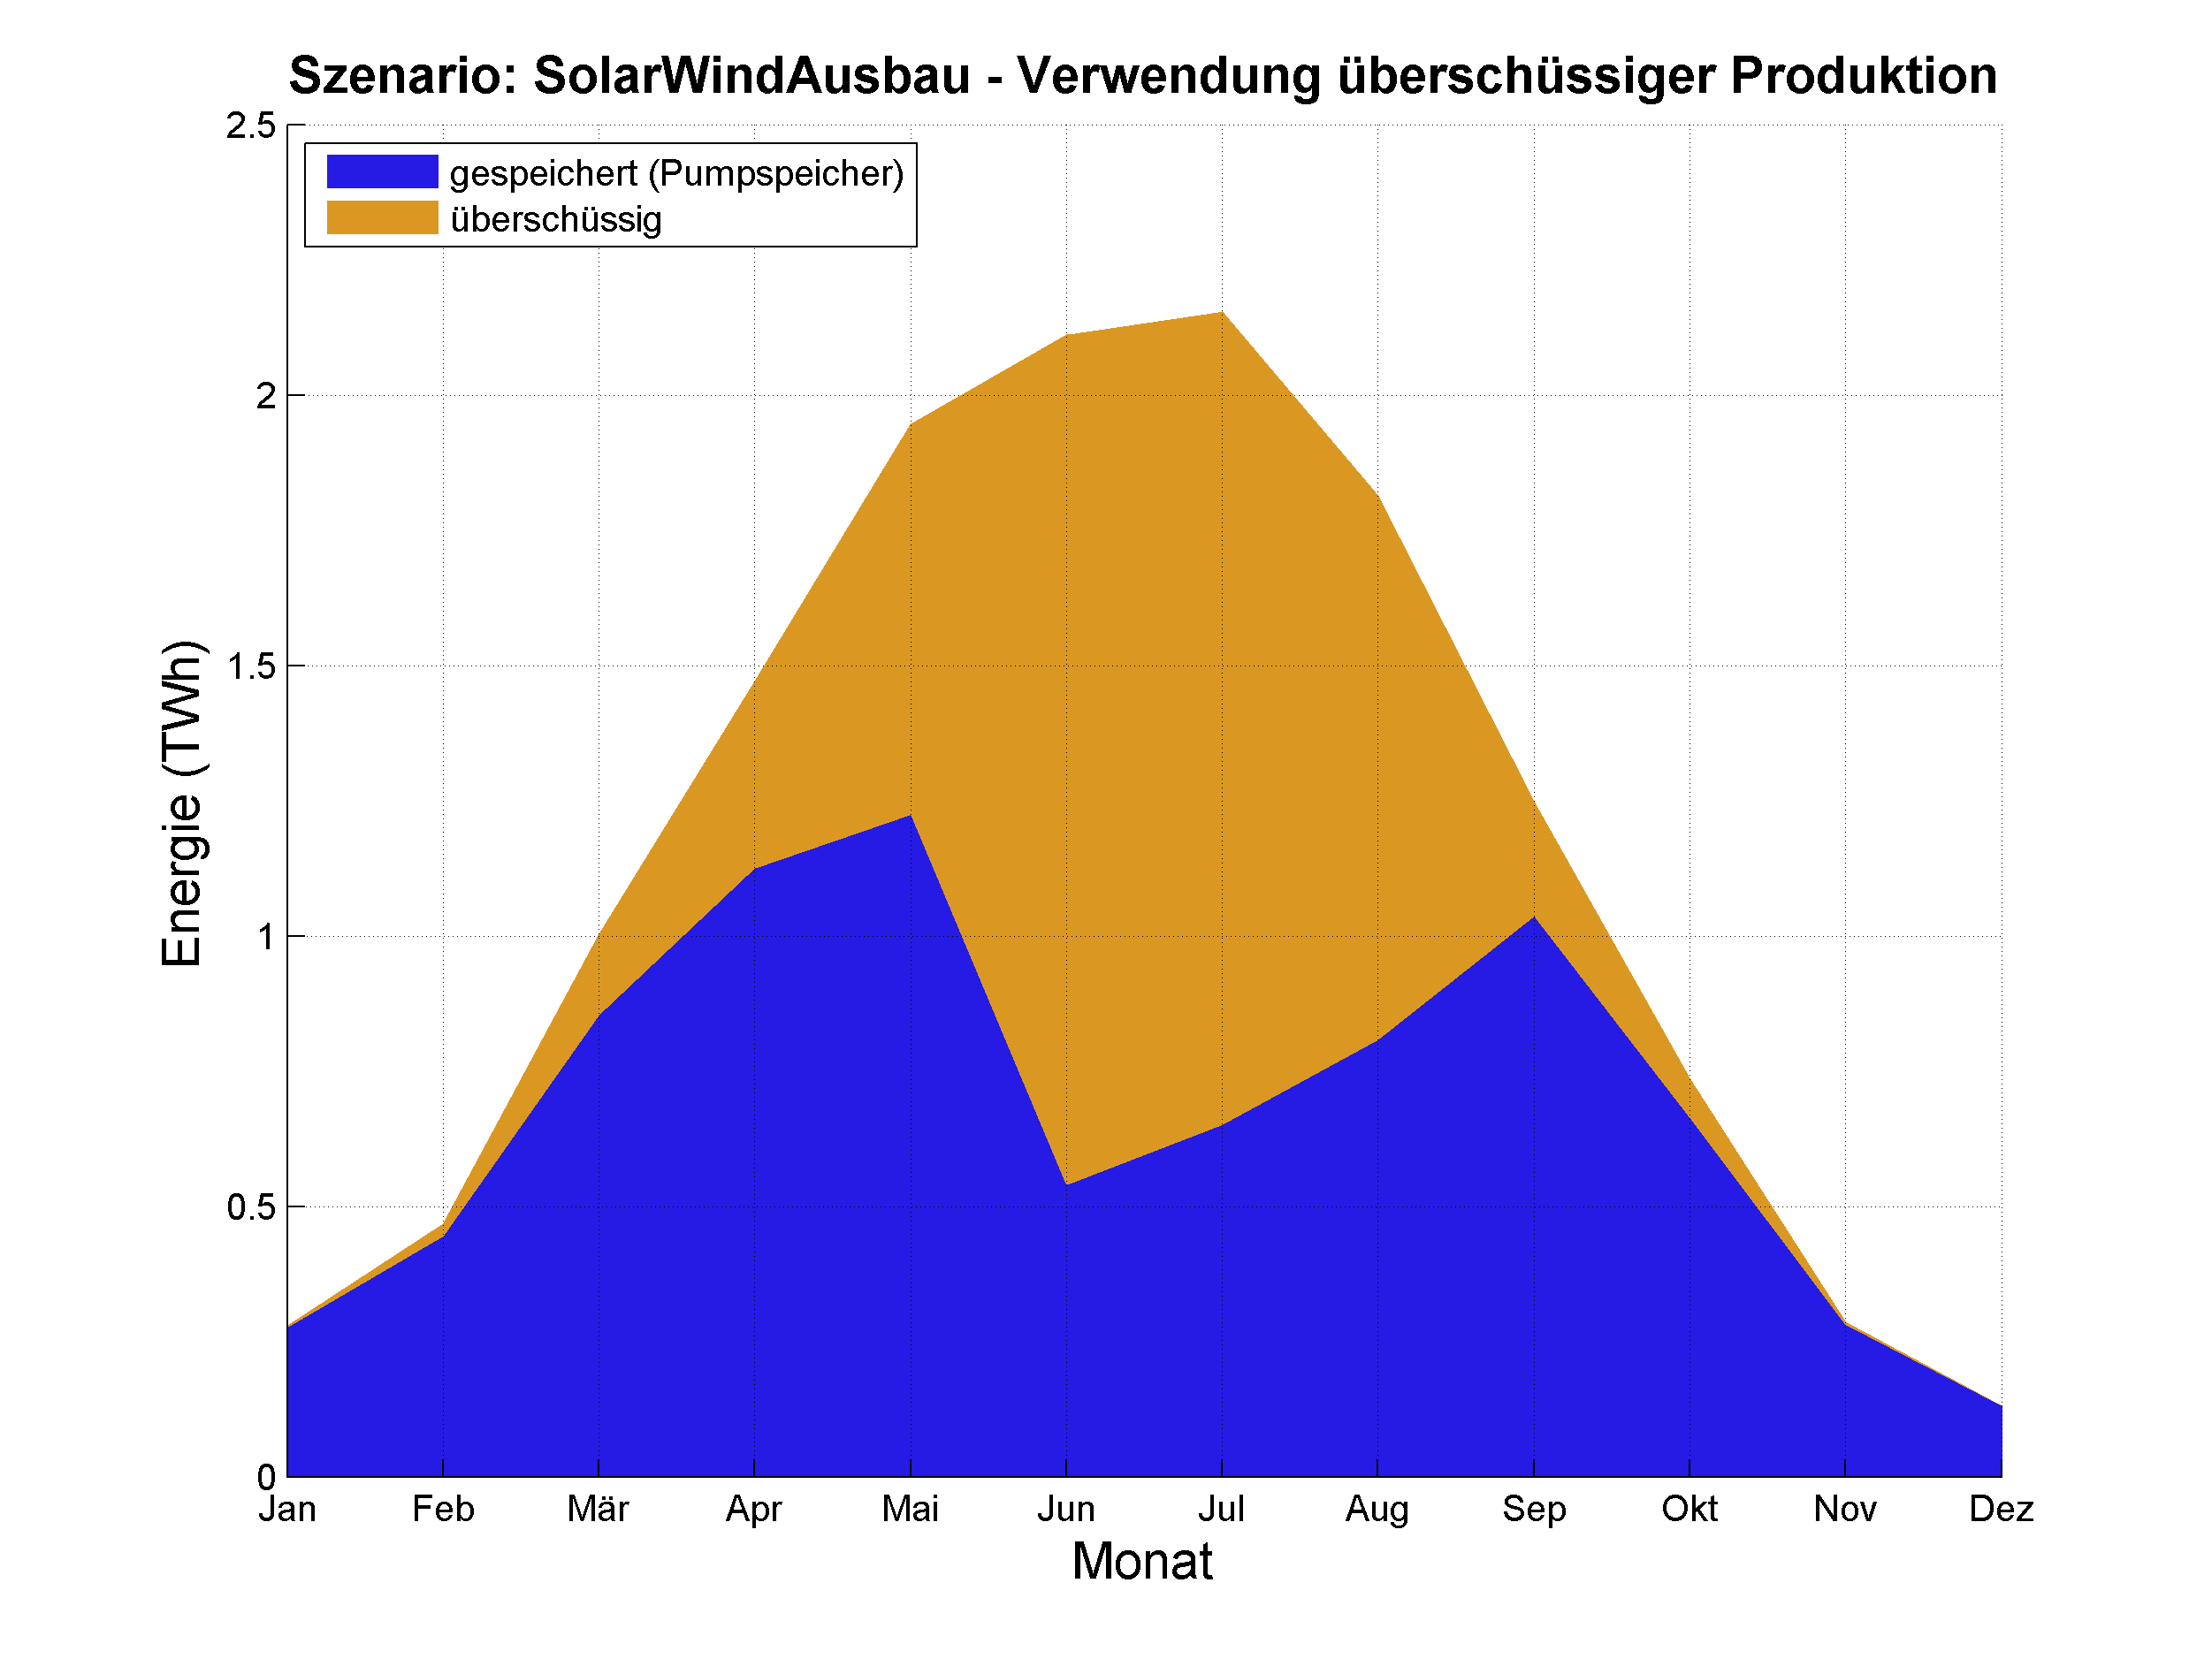 Szenario: SolarWindAusbau - Verwendung überschüssiger Produktion
gespeichert (Pumpspeicher)
überschüssig
2.5
2
1.5
1
0.5
0
Energie (TWh)
Jan Feb Mär Apr Mai Jun Jul Aug Sep Okt Nov Dez
Monat